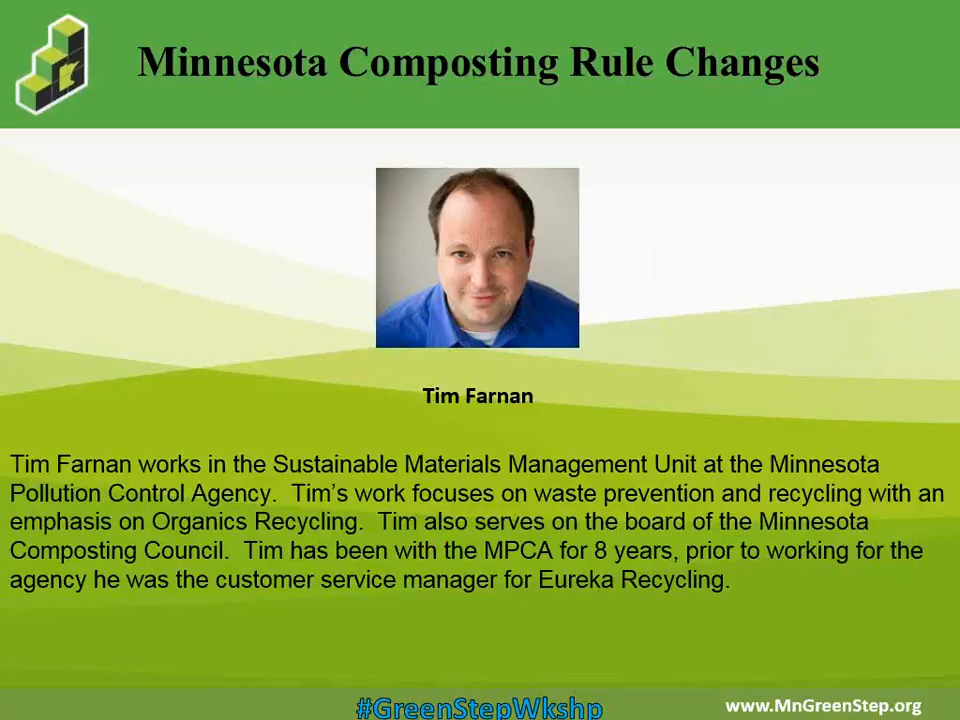 Minnesota Composting Rule Changes
Tim Farnan
Tim Farnan works in the Sustainable Materials Management Unit at the Minnesota
Pollution Control Agency.  Tim’s work focuses on waste prevention and recycling with an
emphasis on Organics Recycling.  Tim also serves on the board of the Minnesota
Composting Council.  Tim has been with the MPCA for 8 years, prior to working for the
agency he was the customer service manager for Eureka Recycling.
#GreenStepWkshp
www.MnGreenStep.org